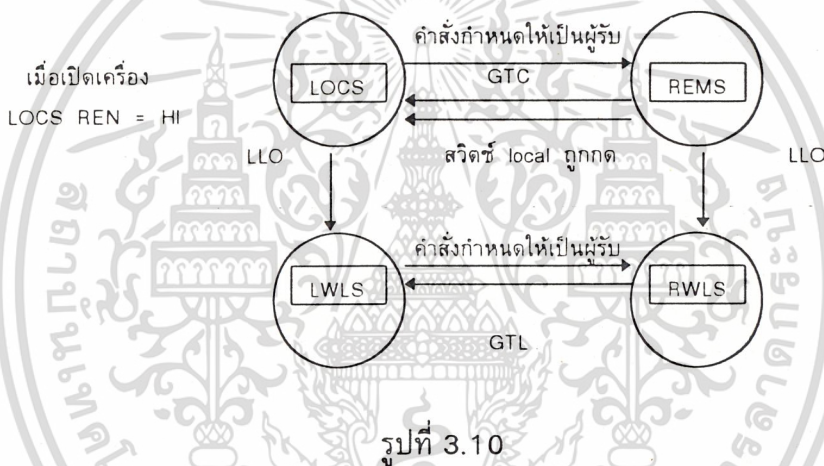 คำสั่งกำหนดให้เป็นผู้รับ
เมื่อเปิดเครื่อง
LOCS
GTC
REMS
LOCS REN = HI
LLO
สวิตซ์ local ถูกกด
LLO
คำสั่งกำหนดให้เป็นผู้รับ
LWLS
RWLS
GTL
รูปที่ 3.10